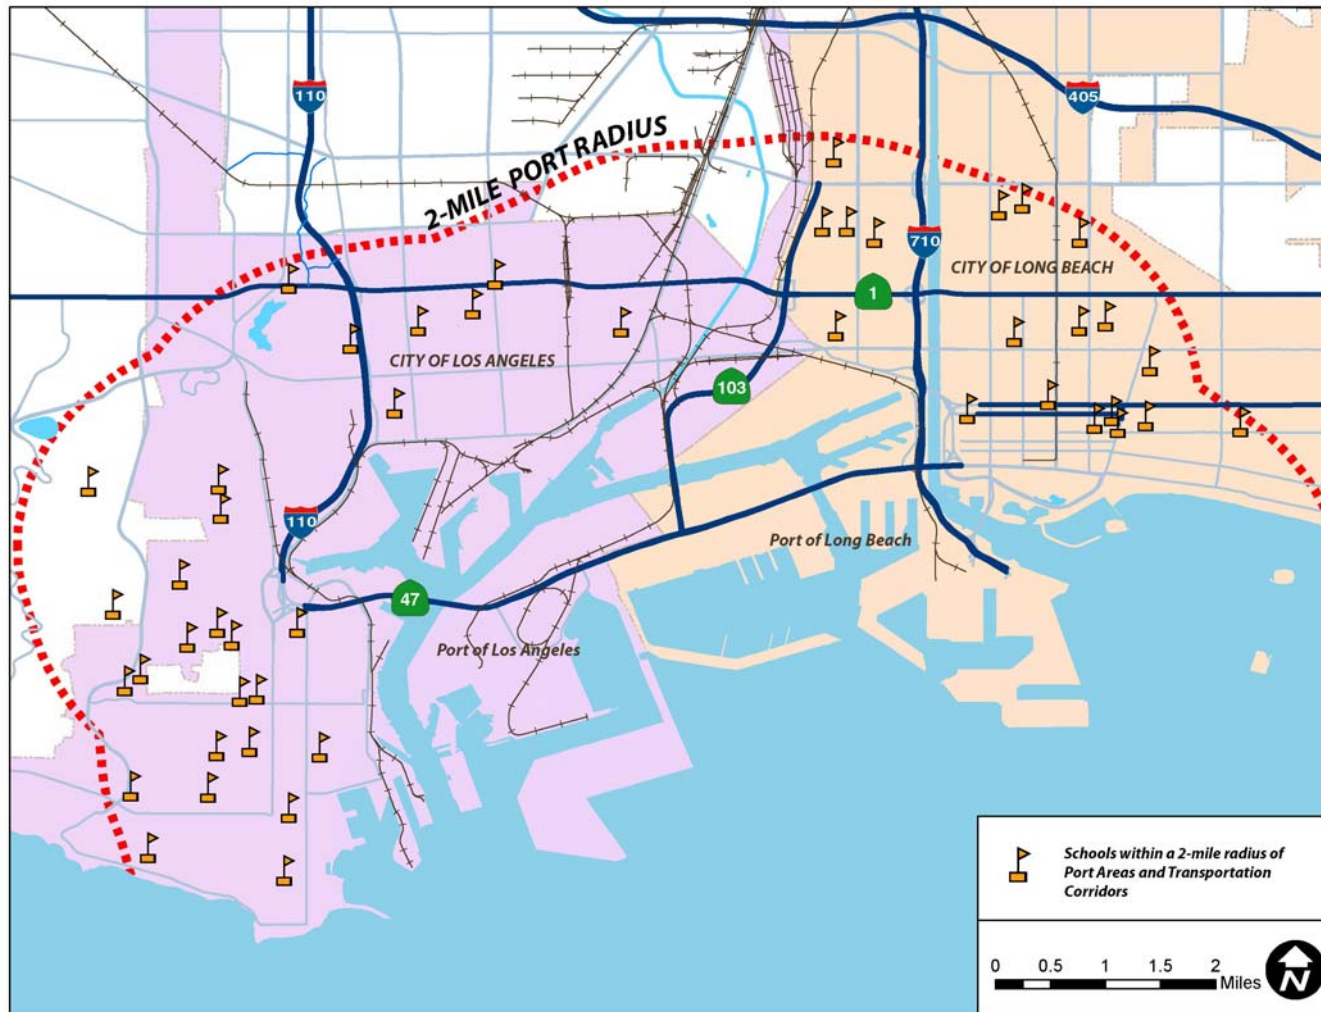 110
405
2-MILE PORT RADIUS
710
CITY OF LONG BEACH
1
CITY OF LOS ANGELES
103
110
Port of Long Beach
47
Port of Los Angeles
Schools within a 2-mile radius of
Port Areas and Transportation
Corridors
0 0.5 1 1.5 2
Miles
N